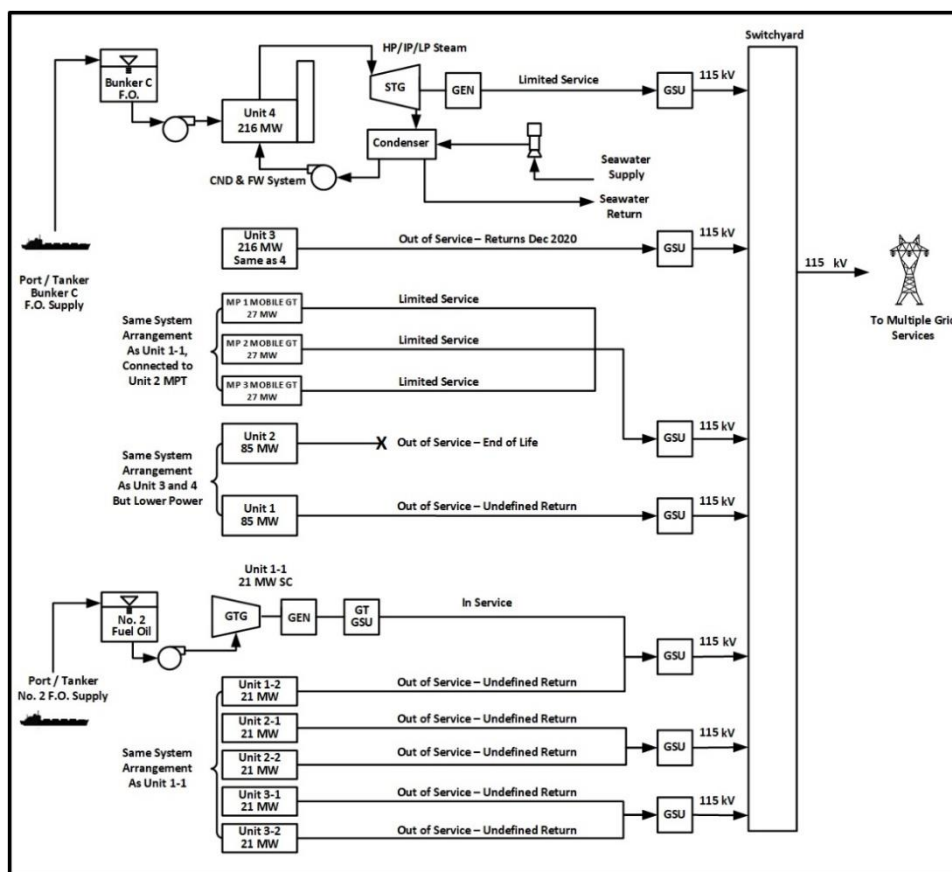 Switchyard
HP/IP/LP Steam
Bunker C
F.O.
Unit 4
216 MW
STG
GEN
Limited Service
GSU
115 kV
Condenser
CND & FW System
Seawater
Supply
Seawater
Return
Port / Tanker
Bunker C
F.O. Supply
Unit 3
216 MW
Same as 4
Out of Service – Returns Dec 2020
GSU
115 kV
115 kV
To Multiple Grid
Services
Same System
Arrangement
As Unit 1-1,
Connected to
Unit 2 MPT
MP 1 MOBILE GT
27 MW
Limited Service
MP 2 MOBILE GT
27 MW
Limited Service
MP 3 MOBILE GT
27 MW
Limited Service
GSU
115 kV
Same System
Arrangement
As Unit 3 and 4
But Lower Power
Unit 2
85 MW
X
Out of Service – End of Life
Unit 1
85 MW
Out of Service – Undefined Return
GSU
115 kV
Unit 1-1
21 MW SC
No. 2
Fuel Oil
GTG
GEN
GT
GSU
In Service
GSU
115 kV
Port / Tanker
No. 2 F.O. Supply
Same System
Arrangement
As Unit 1-1
Unit 1-2
21 MW
Out of Service – Undefined Return
Unit 2-1
21 MW
Out of Service – Undefined Return
Unit 2-2
21 MW
Out of Service – Undefined Return
GSU
115 kV
Unit 3-1
21 MW
Out of Service – Undefined Return
Unit 3-2
21 MW
Out of Service – Undefined Return
GSU
115 kV